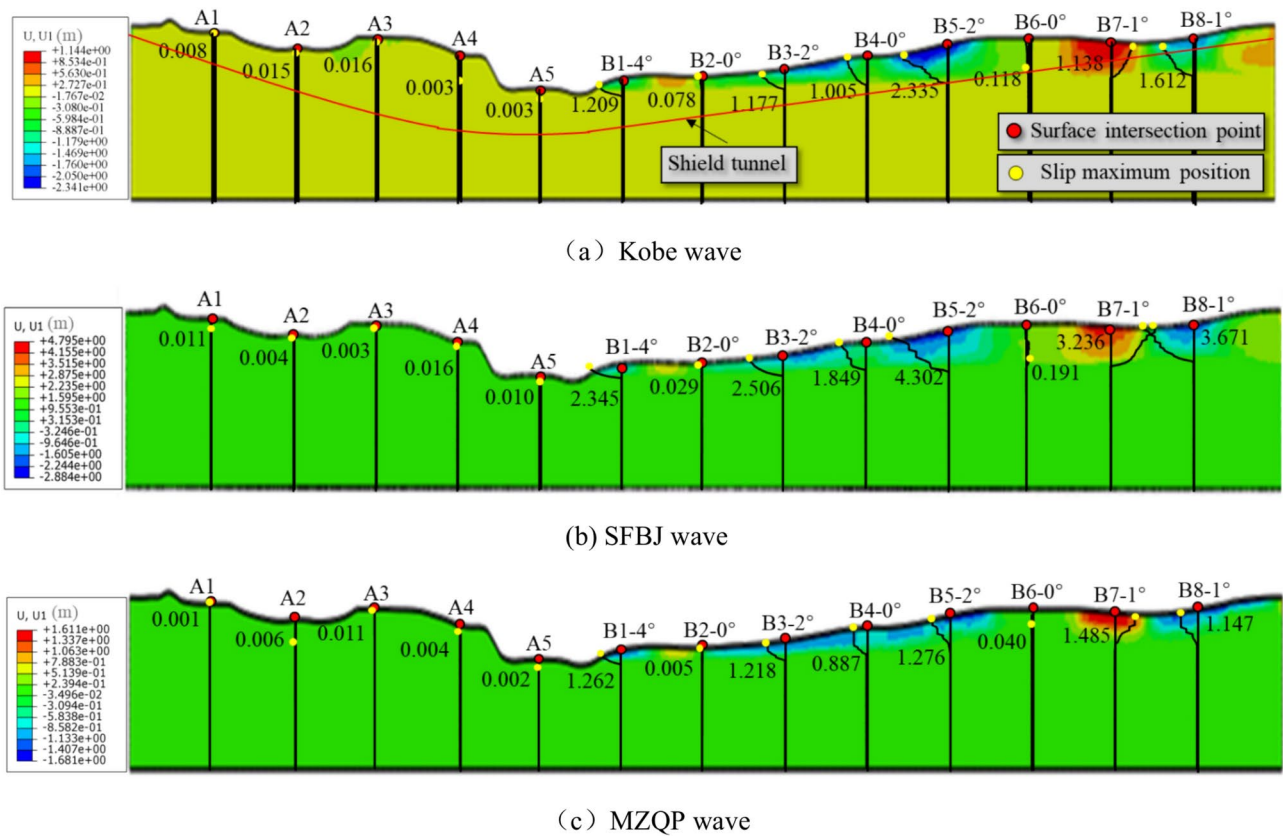 A1
A2
A3
A4
A5
B1-4°
B2-0°
B3-2°
B4-0°
B5-2°
B6-0°
B7-1°
B8-1°
U, U1 (m)
+1.144e+00
+8.534e-01
+5.630e-01
+2.727e-01
-1.767e-02
-3.080e-01
-5.984e-01
-8.887e-01
-1.179e+00
-1.469e+00
-1.760e+00
-2.050e+00
-2.341e+00
0.008
0.015
0.016
0.003
0.003
1.209
0.078
1.177
1.005
2.335
0.118
1.138
1.612
Shield tunnel
Surface intersection point
Slip maximum position
（a）Kobe wave
A1
A2
A3
A4
A5
B1-4°
B2-0°
B3-2°
B4-0°
B5-2°
B6-0°
B7-1°
B8-1°
U, U1 (m)
+4.795e+00
+4.155e+00
+3.515e+00
+2.875e+00
+2.235e+00
+1.595e+00
+9.553e-01
+3.153e-01
-3.246e-01
-9.646e-01
-1.605e+00
-2.244e+00
-2.884e+00
0.011
0.004
0.003
0.016
0.010
2.345
0.029
2.506
1.849
4.302
0.191
3.236
3.671
(b) SFBJ wave
A1
A2
A3
A4
A5
B1-4°
B2-0°
B3-2°
B4-0°
B5-2°
B6-0°
B7-1°
B8-1°
U, U1 (m)
+1.611e+00
+1.337e+00
+1.063e+00
+7.883e-01
+5.139e-01
+2.394e-01
-3.496e-02
-3.094e-01
-5.838e-01
-8.582e-01
-1.133e+00
-1.407e+00
-1.681e+00
0.001
0.006
0.011
0.004
0.002
1.262
0.005
1.218
0.887
1.276
0.040
1.485
1.147
（c）MZQP wave